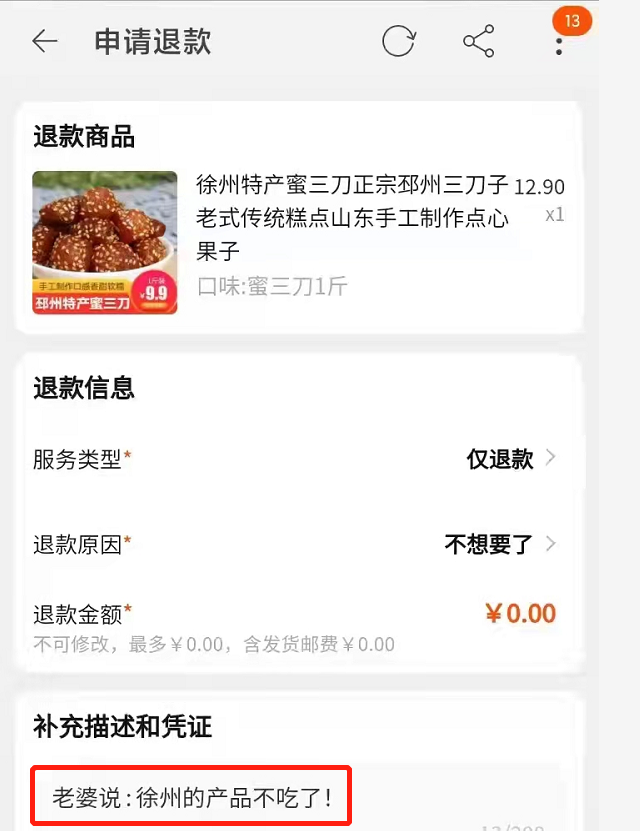 申请退款
13
退款商品
徐州特产蜜三刀正宗邳州三刀子 12.90
老式传统糕点山东手工制作点心 x1
果子
口味:蜜三刀1斤
手工制作口感香甜软糯
1斤装
¥9.9
邳州特产蜜三刀
退款信息
服务类型* 仅退款
退款原因* 不想要了
退款金额* ¥0.00
不可修改，最多¥0.00，含发货邮费¥0.00
补充描述和凭证
老婆说:徐州的产品不吃了!